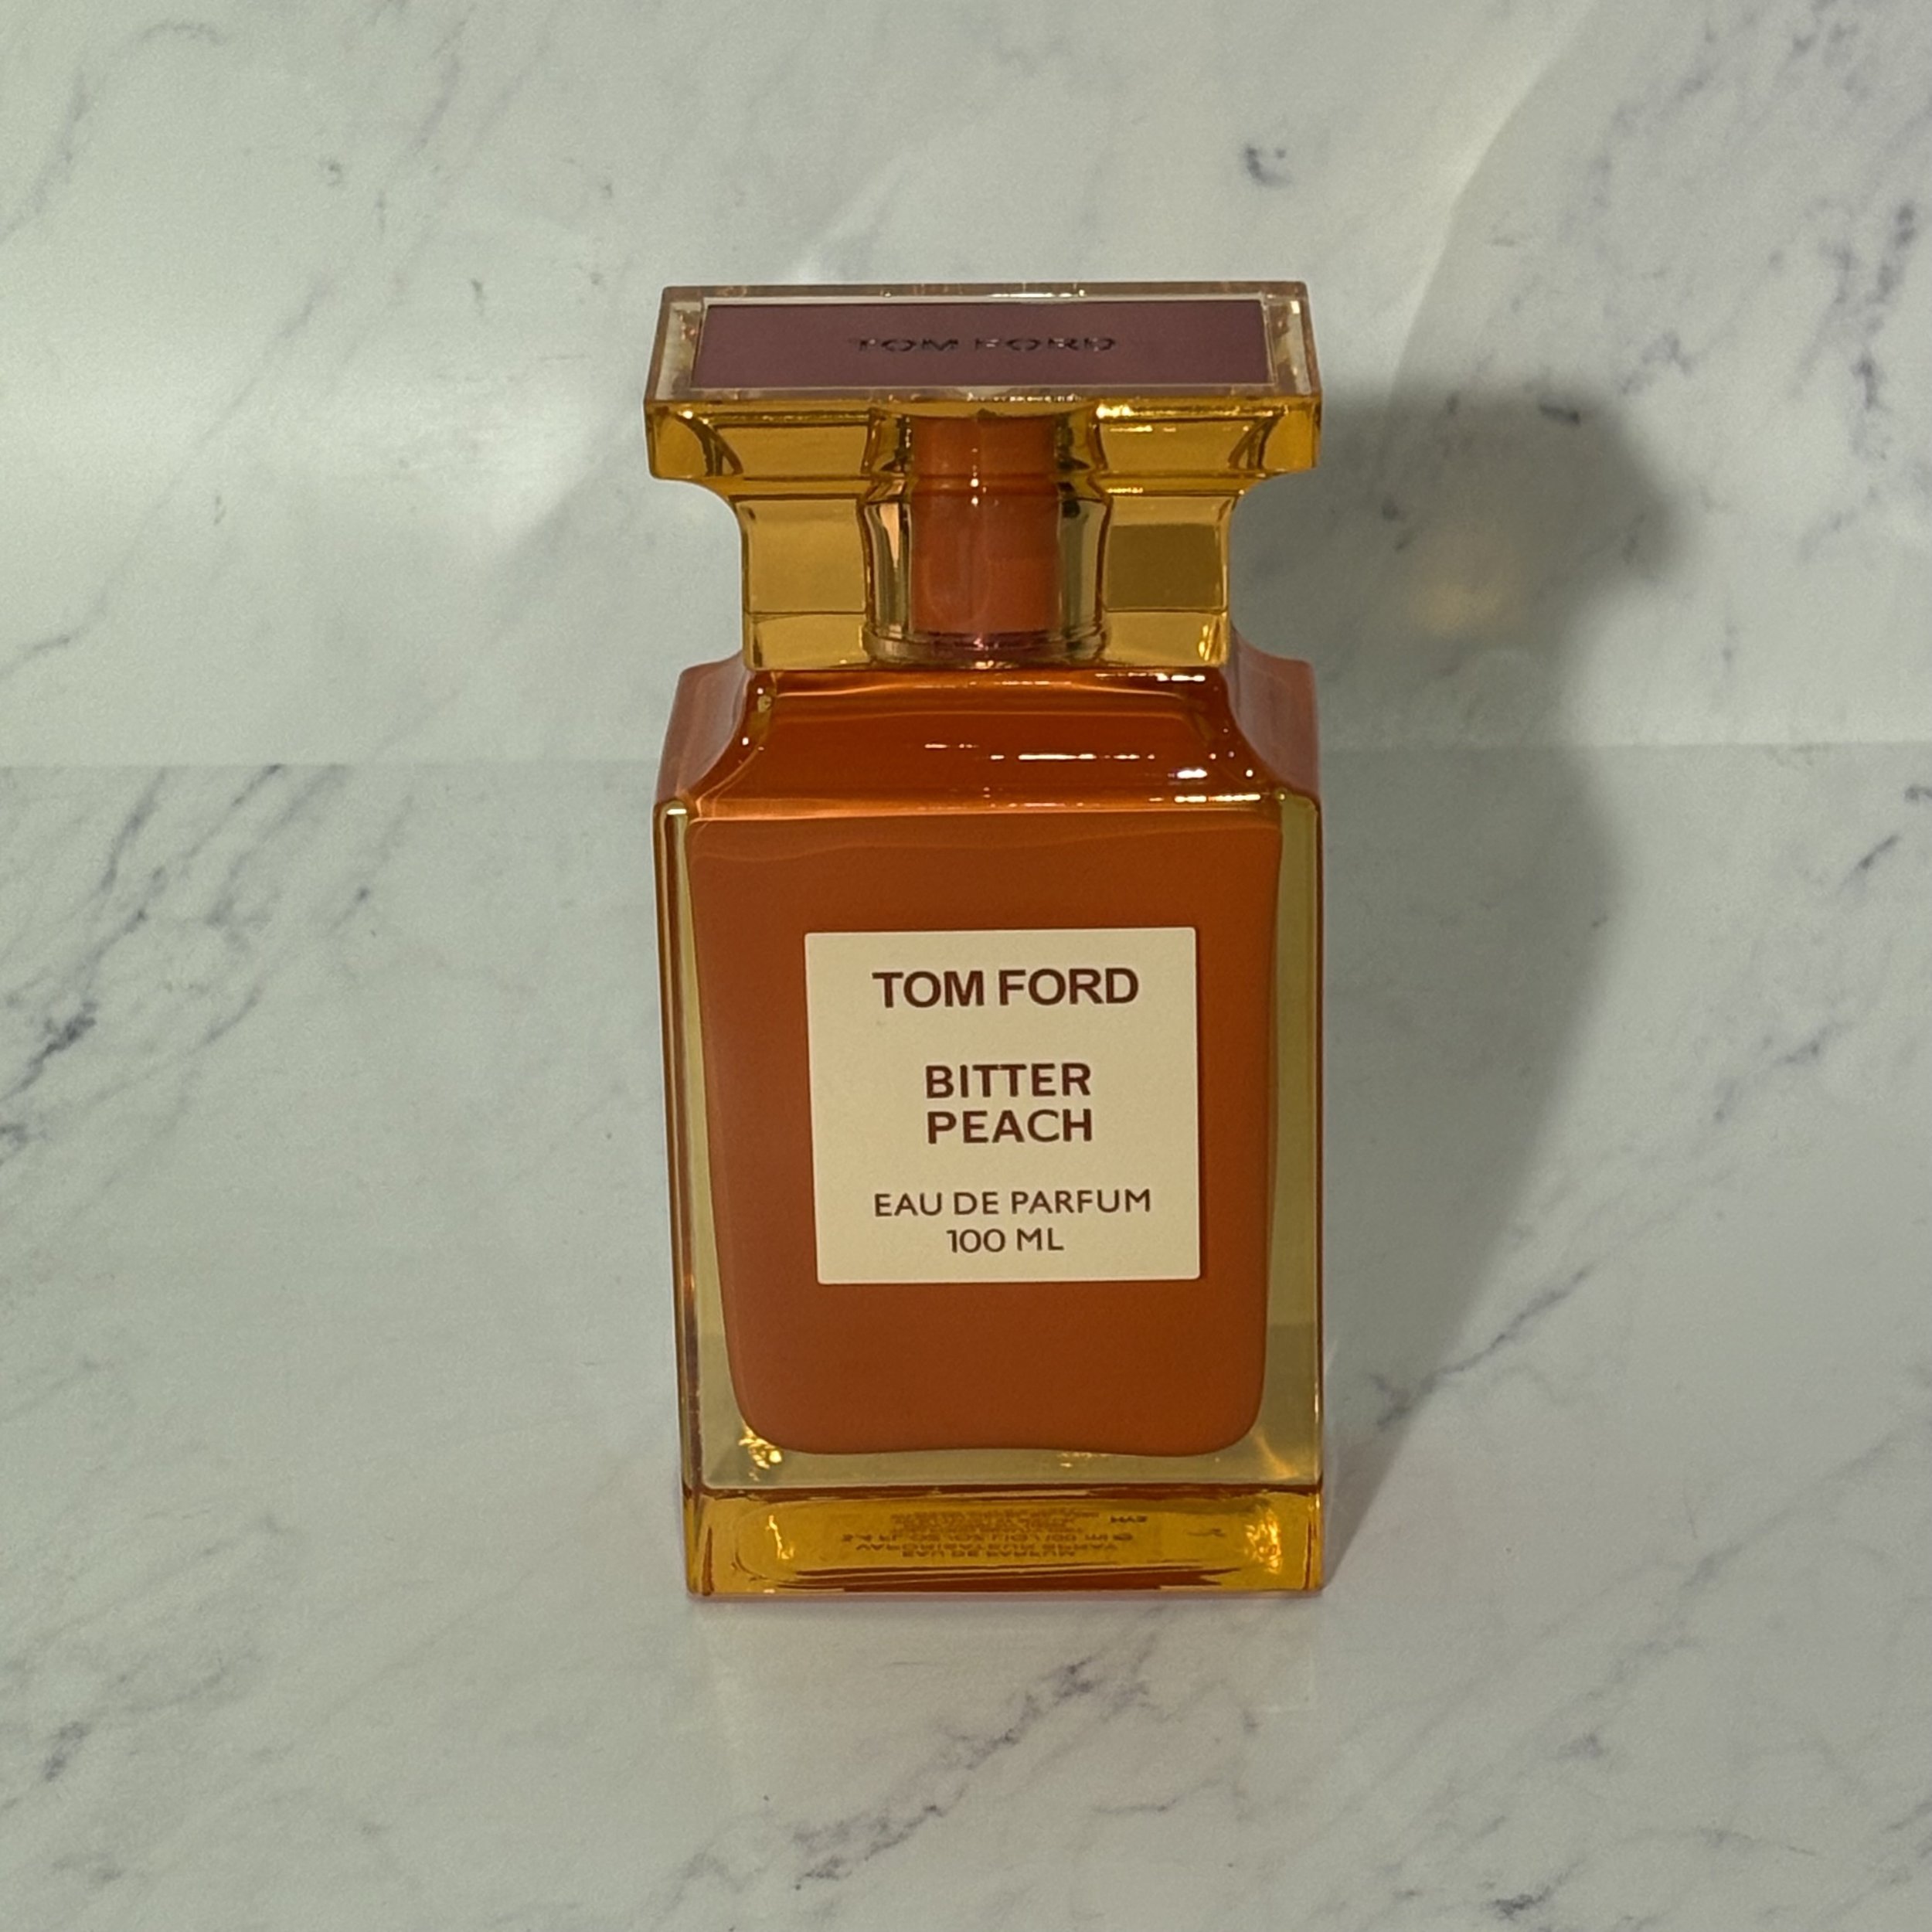 TOM FORD
TOM FORD
BITTER
PEACH
EAU DE PARFUM
100 ML